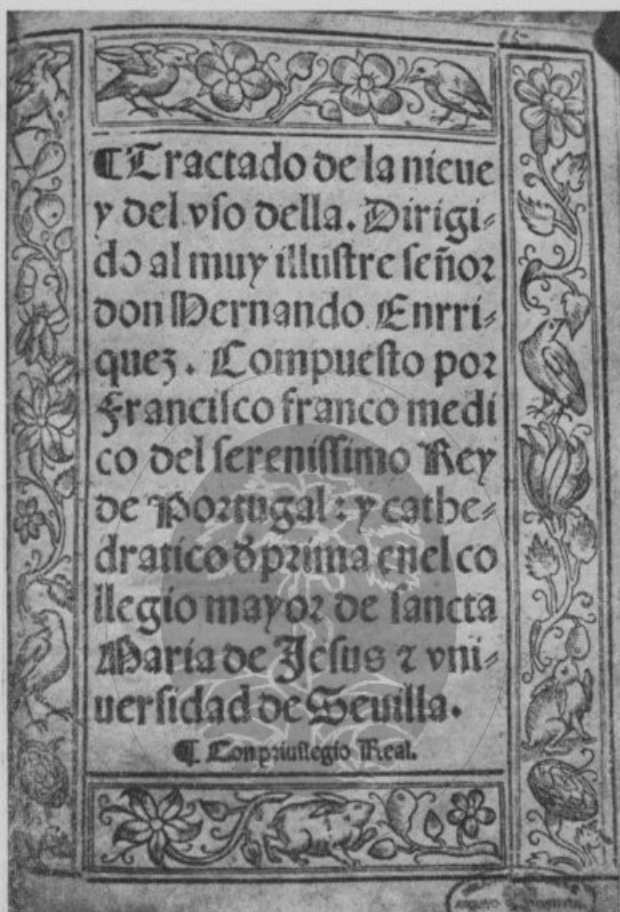 65
¶ Tractado de la nieue
y del vso della. Dirigi-
do al muy illustre señor
don Hernando Enrri-
quez. Compuesto por
Francisco franco medi
co del serenissimo Rey
de Portugal: y cathe-
dratico đ prima enel co
llegio mayor de sancta
Maria de Jesus ⁊ vni-
uersidad de Seuilla.
¶ Con priuilegio Real.